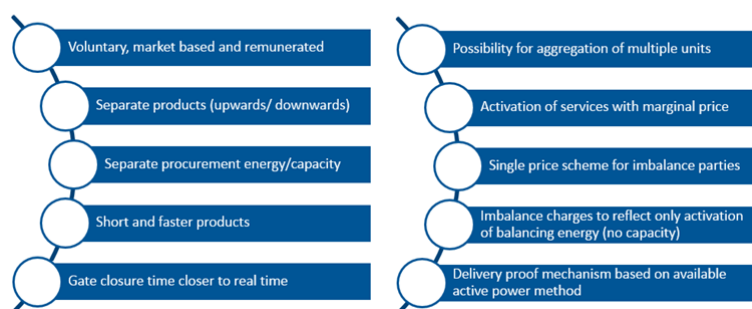 Voluntary, market based and remunerated
Separate products (upwards/ downwards)
Separate procurement energy/capacity
Short and faster products
Gate closure time closer to real time
Possibility for aggregation of multiple units
Activation of services with marginal price
Single price scheme for imbalance parties
Imbalance charges to reflect only activation
of balancing energy (no capacity)
Delivery proof mechanism based on available
active power method